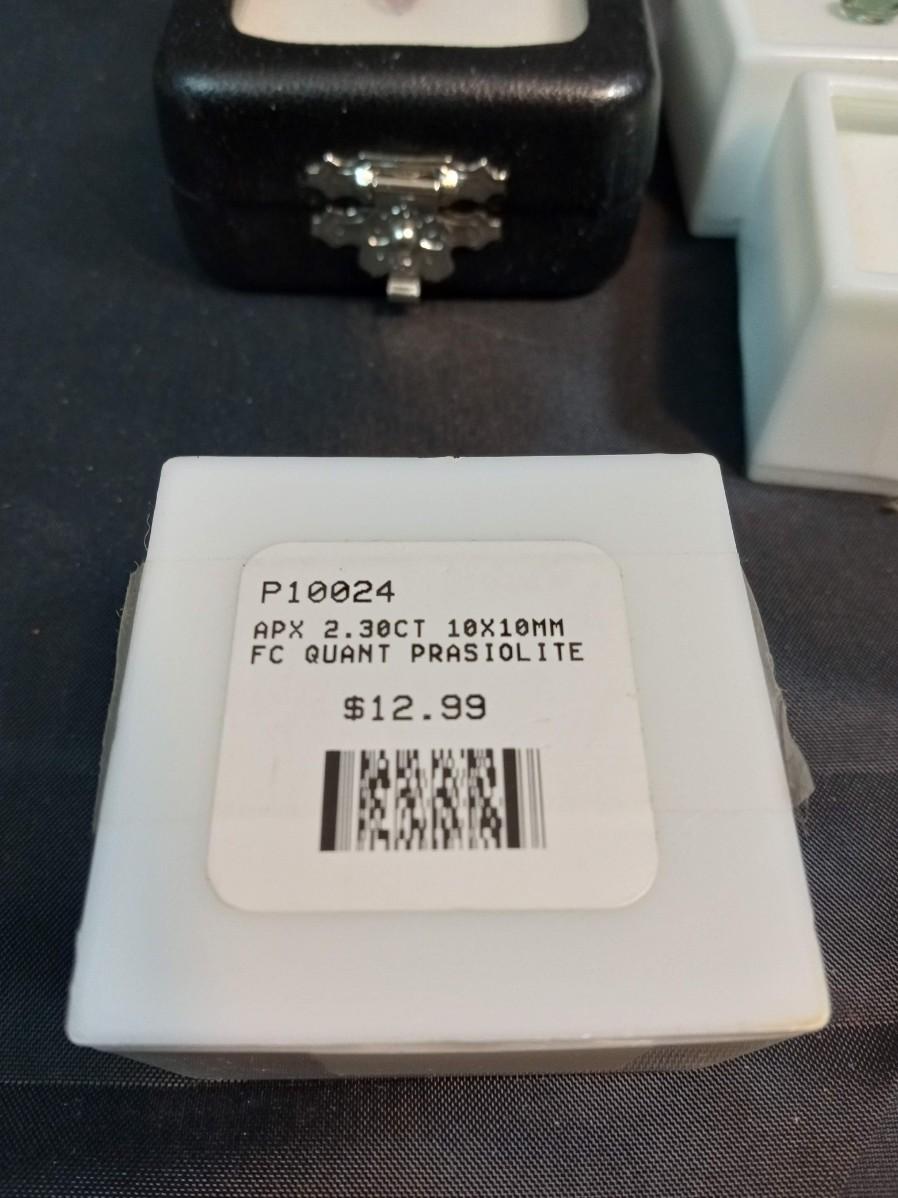 P10024
APX 2.30CT 10X10MM
FC QUANT PRASIOLITE
$12.99